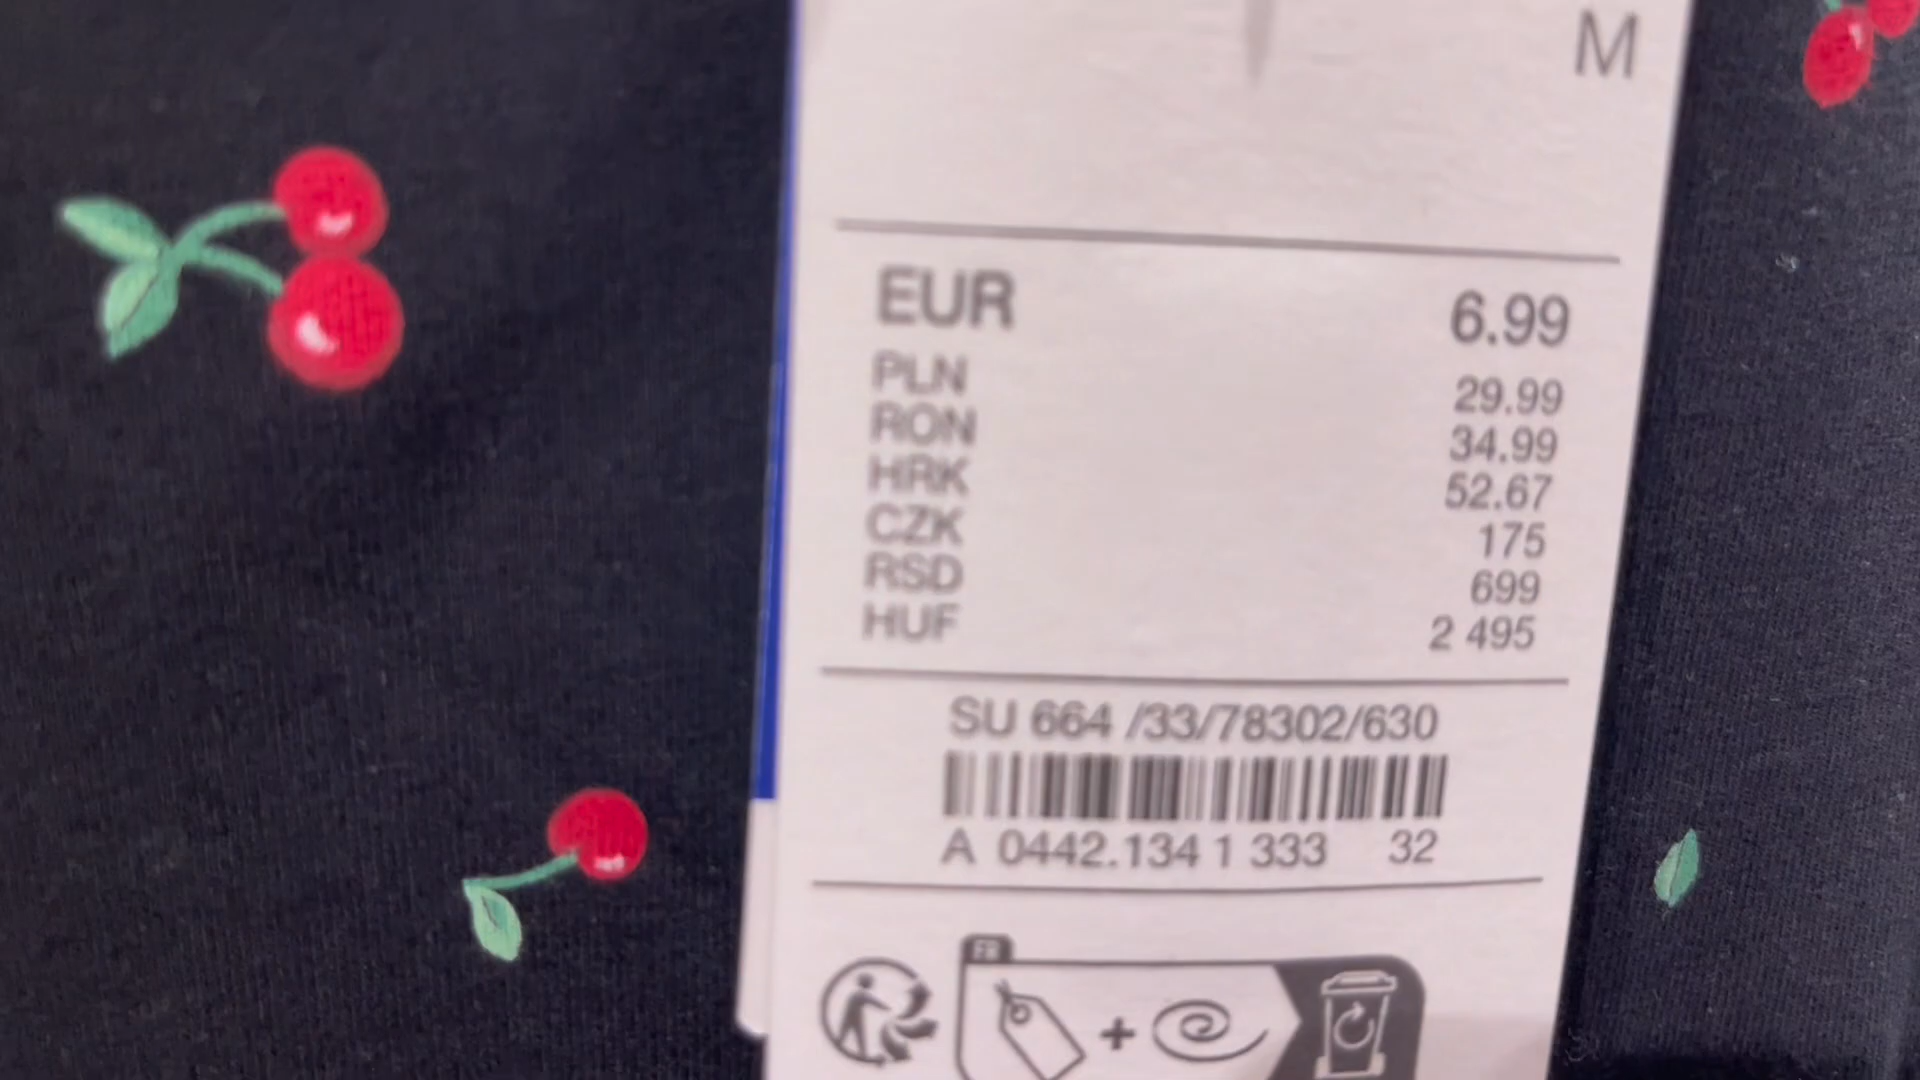 M
EUR 6.99
PLN 29.99
RON 34.99
HRK 52.67
CZK 175
RSD 699
HUF 2 495
SU 664 /33/78302/630
A 0442.134 1 333 32
FR
+